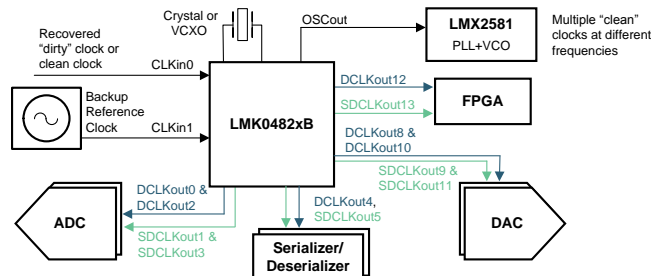 Crystal or
VCXO
OSCout
LMX2581
PLL+VCO
Multiple “clean”
clocks at different
frequencies
Recovered
“dirty” clock or
clean clock
CLKin0
Backup
Reference
Clock
CLKin1
LMK0482xB
DCLKout12
SDCLKout13
FPGA
DCLKout8 &
DCLKout10
SDCLKout9 &
SDCLKout11
DAC
DCLKout0 &
DCLKout2
ADC
SDCLKout1 &
SDCLKout3
DCLKout4,
SDCLKout5
Serializer/
Deserializer